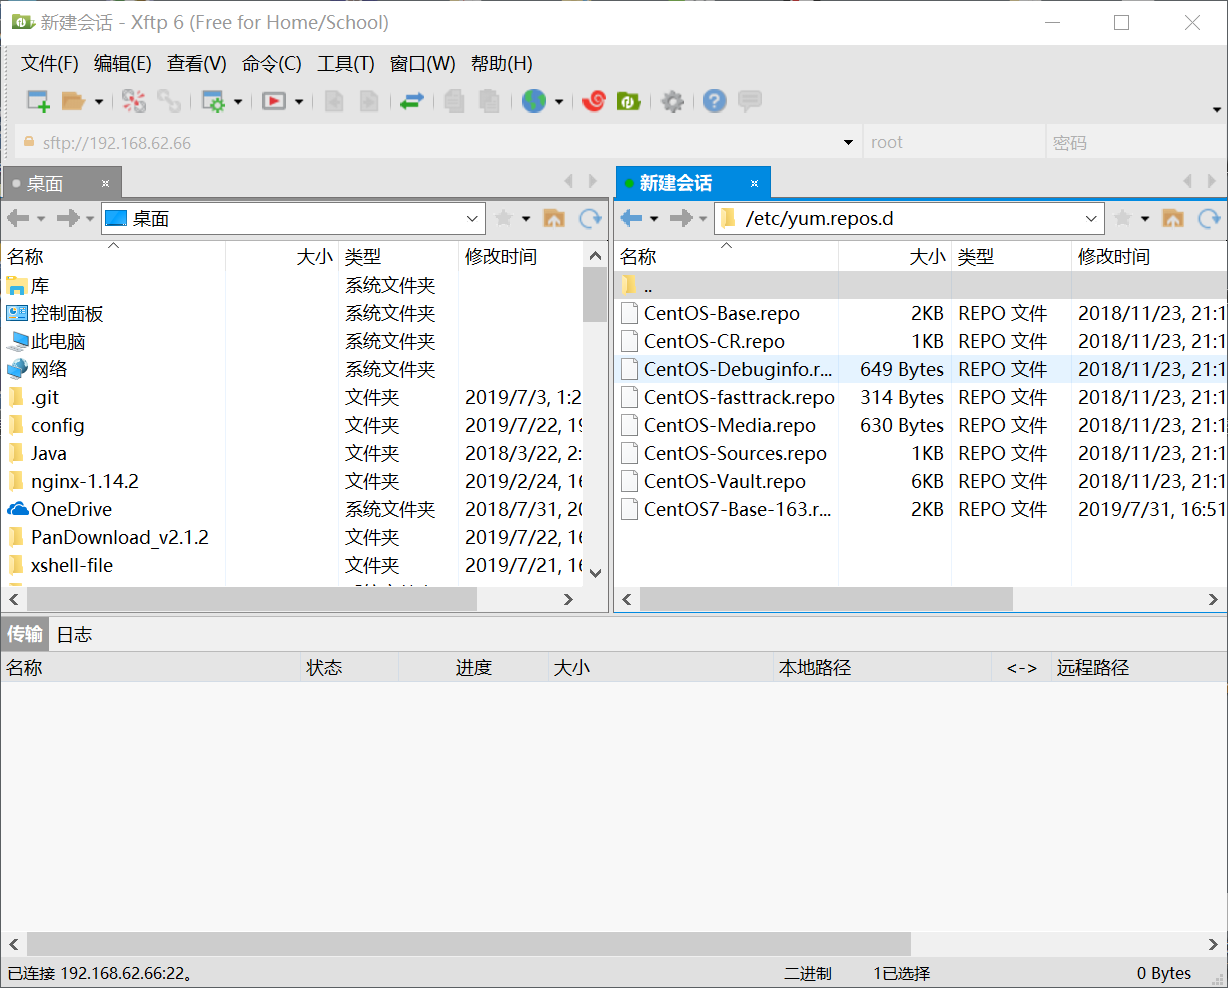 新建会话 - Xftp 6 (Free for Home/School)
文件(F) 编辑(E) 查看(V) 命令(C) 工具(T) 窗口(W) 帮助(H)
sftp://192.168.62.66 root 密码
桌面
桌面
名称 大小 类型 修改时间
库 系统文件夹
控制面板 系统文件夹
此电脑 系统文件夹
网络 系统文件夹
.git 文件夹 2019/7/3, 1:2
config 文件夹 2019/7/22, 19
Java 文件夹 2018/3/22, 2:
nginx-1.14.2 文件夹 2019/2/24, 16
OneDrive 系统文件夹 2018/7/31, 20
PanDownload_v2.1.2 文件夹 2019/7/22, 16
xshell-file 文件夹 2019/7/21, 16
新建会话
/etc/yum.repos.d
名称 大小 类型 修改时间
..
CentOS-Base.repo 2KB REPO 文件 2018/11/23, 21:1
CentOS-CR.repo 1KB REPO 文件 2018/11/23, 21:1
CentOS-Debuginfo.r... 649 Bytes REPO 文件 2018/11/23, 21:1
CentOS-fasttrack.repo 314 Bytes REPO 文件 2018/11/23, 21:1
CentOS-Media.repo 630 Bytes REPO 文件 2018/11/23, 21:1
CentOS-Sources.repo 1KB REPO 文件 2018/11/23, 21:1
CentOS-Vault.repo 6KB REPO 文件 2018/11/23, 21:1
CentOS7-Base-163.r... 2KB REPO 文件 2019/7/31, 16:51
传输 日志
名称 状态 进度 大小 本地路径 <-> 远程路径
已连接 192.168.62.66:22。 二进制 1已选择 0 Bytes